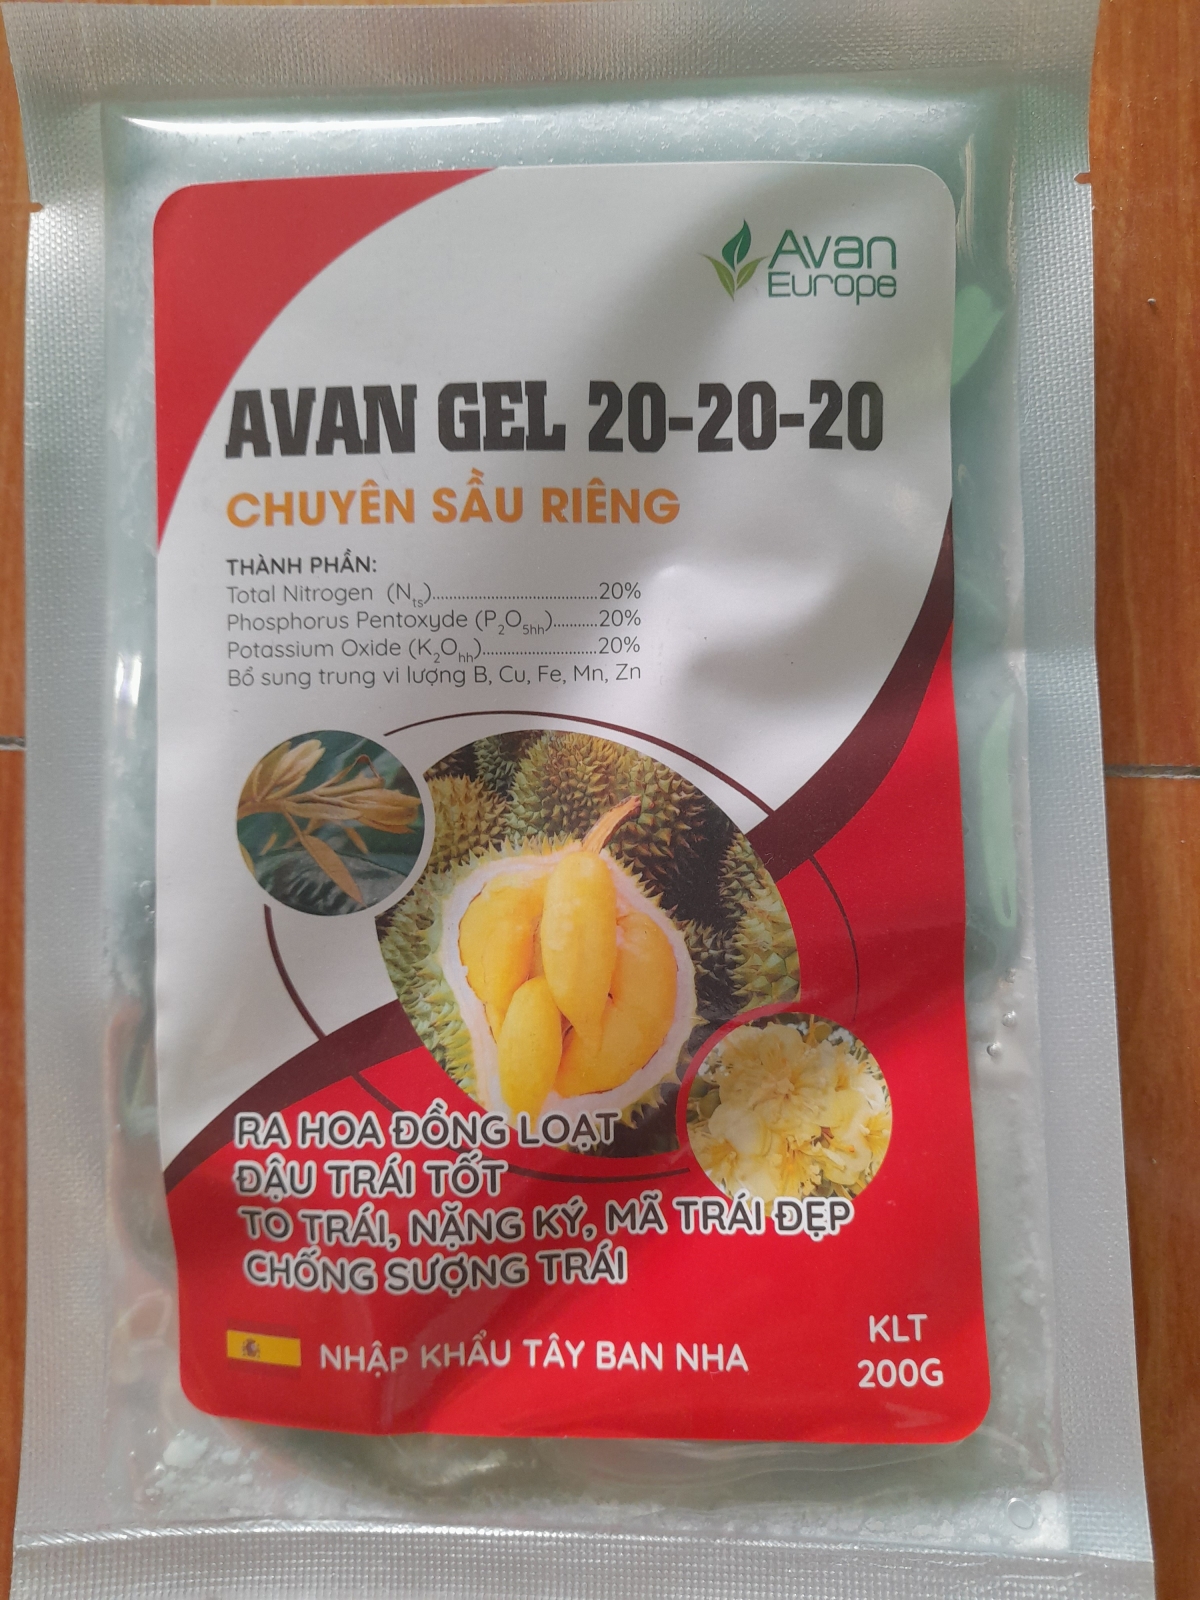 Avan
Europe
AVAN GEL 20-20-20
CHUYÊN SẦU RIÊNG
THÀNH PHẦN:
Total Nitrogen (Nts)......................................20%
Phosphorus Pentoxyde (P2O5hh)..........20%
Potassium Oxide (K2Ohh)..........................20%
Bổ sung trung vi lượng B, Cu, Fe, Mn, Zn
RA HOA ĐỒNG LOẠT
ĐẬU TRÁI TỐT
TO TRÁI, NẶNG KÝ, MÃ TRÁI ĐẸP
CHỐNG SƯỢNG TRÁI
NHẬP KHẨU TÂY BAN NHA
KLT
200G